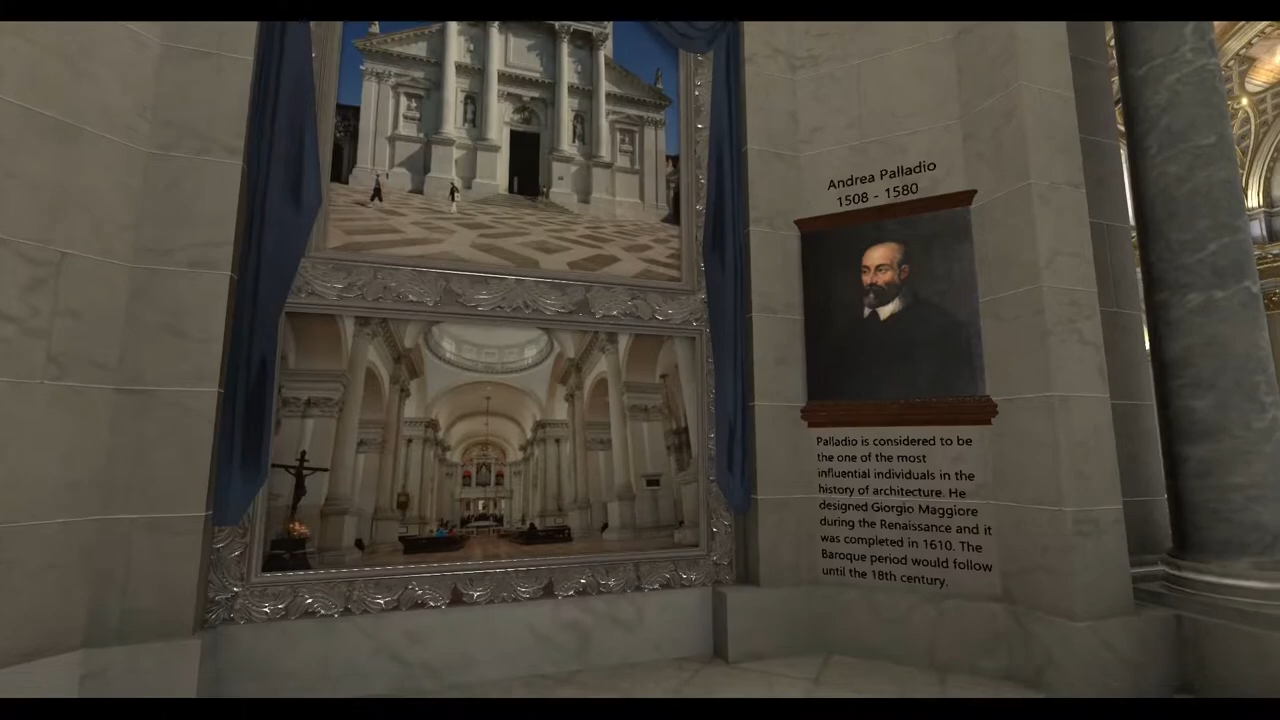 Andrea Palladio
1508 - 1580
Palladio is considered to be
the one of the most
influential individuals in the
history of architecture. He
designed Giorgio Maggiore
during the Renaissance and it
was completed in 1610. The
Baroque period would follow
until the 18th century.